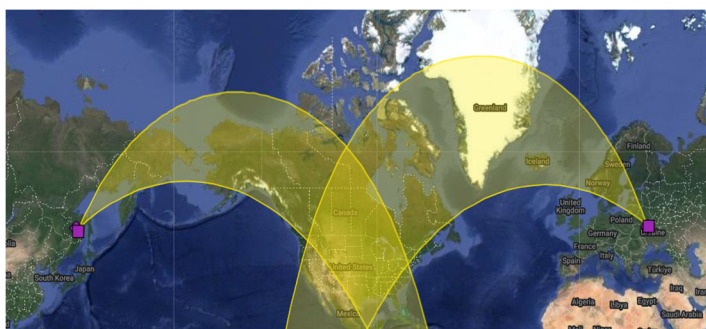 Greenland
Finland
Iceland
Sweden
Norway
United
Kingdom
Poland
Canada
Germany
Ukraine
France
Italy
United States
Japan
Spain
South Korea
Türkiye
Iraq
Mexico
Algeria
Libya
Egypt
Saudi Arabia